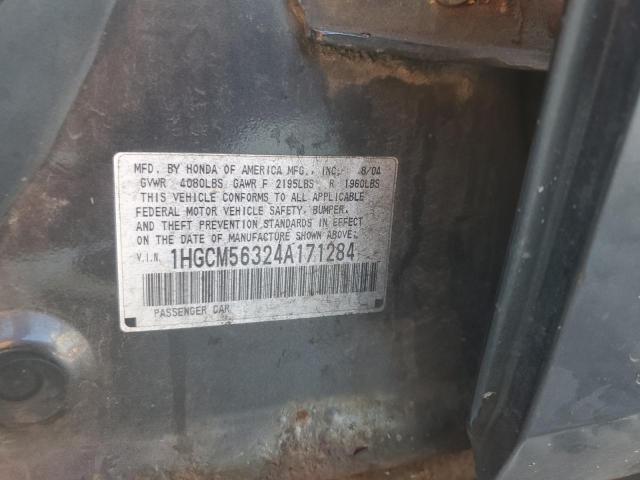 MFD. BY HONDA OF AMERICA MFG., INC. 8/04
GVWR 4080LBS GAWR F 2195LBS R 1960LBS
THIS VEHICLE CONFORMS TO ALL APPLICABLE
FEDERAL MOTOR VEHICLE SAFETY, BUMPER,
AND THEFT PREVENTION STANDARDS IN EFFECT
ON THE DATE OF MANUFACTURE SHOWN ABOVE.
V.I.N. 1HGCM56324A171284
PASSENGER CAR